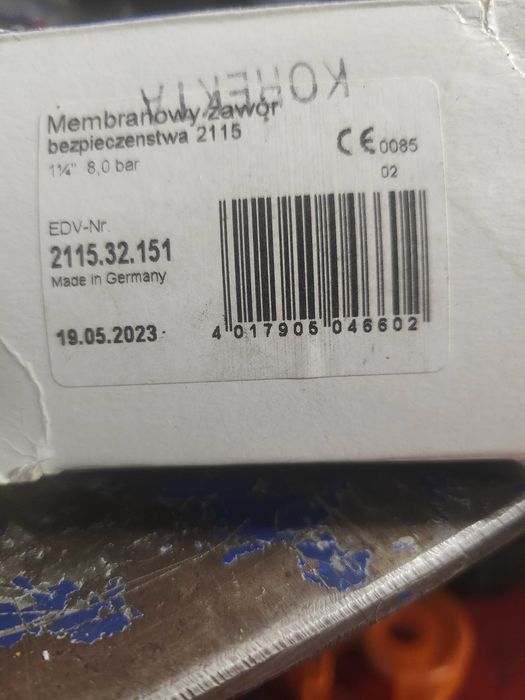 KOREKTA
Membranowy zawór
bezpieczenstwa 2115
1¼" 8,0 bar
CE 0085
02
EDV-Nr.
2115.32.151
Made in Germany
19.05.2023
4 017905 046602